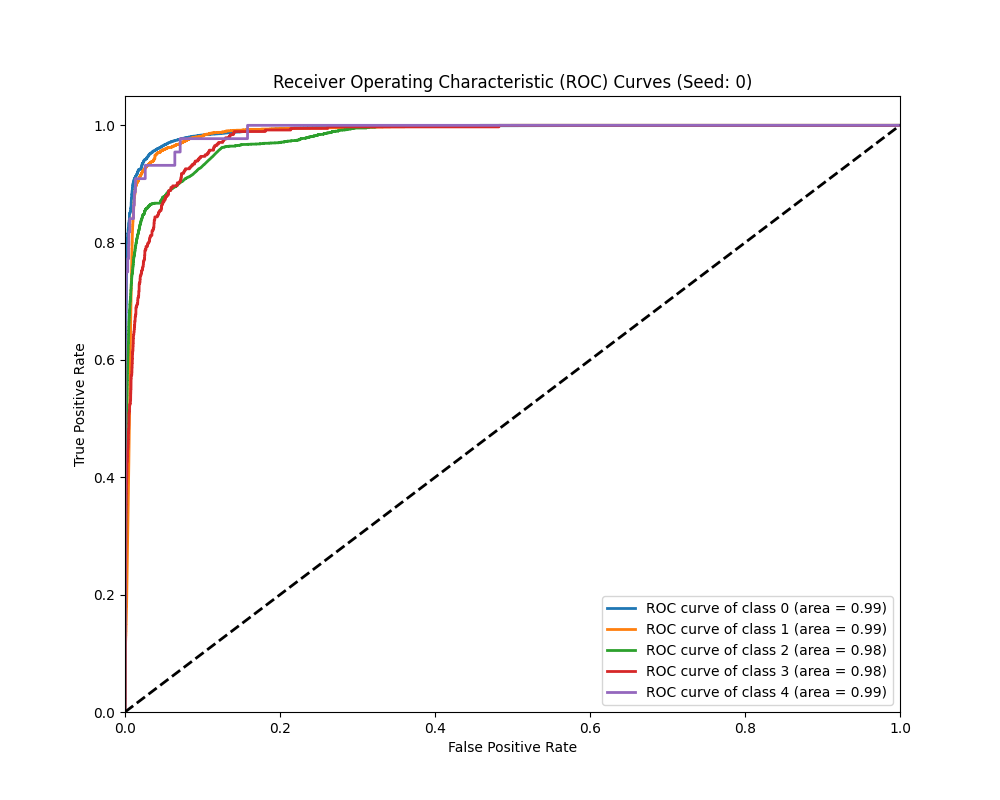 Receiver Operating Characteristic (ROC) Curves (Seed: 0)
True Positive Rate
1.0
0.8
0.6
0.4
0.2
0.0
ROC curve of class 0 (area = 0.99)
ROC curve of class 1 (area = 0.99)
ROC curve of class 2 (area = 0.98)
ROC curve of class 3 (area = 0.98)
ROC curve of class 4 (area = 0.99)
0.0 0.2 0.4 0.6 0.8 1.0
False Positive Rate